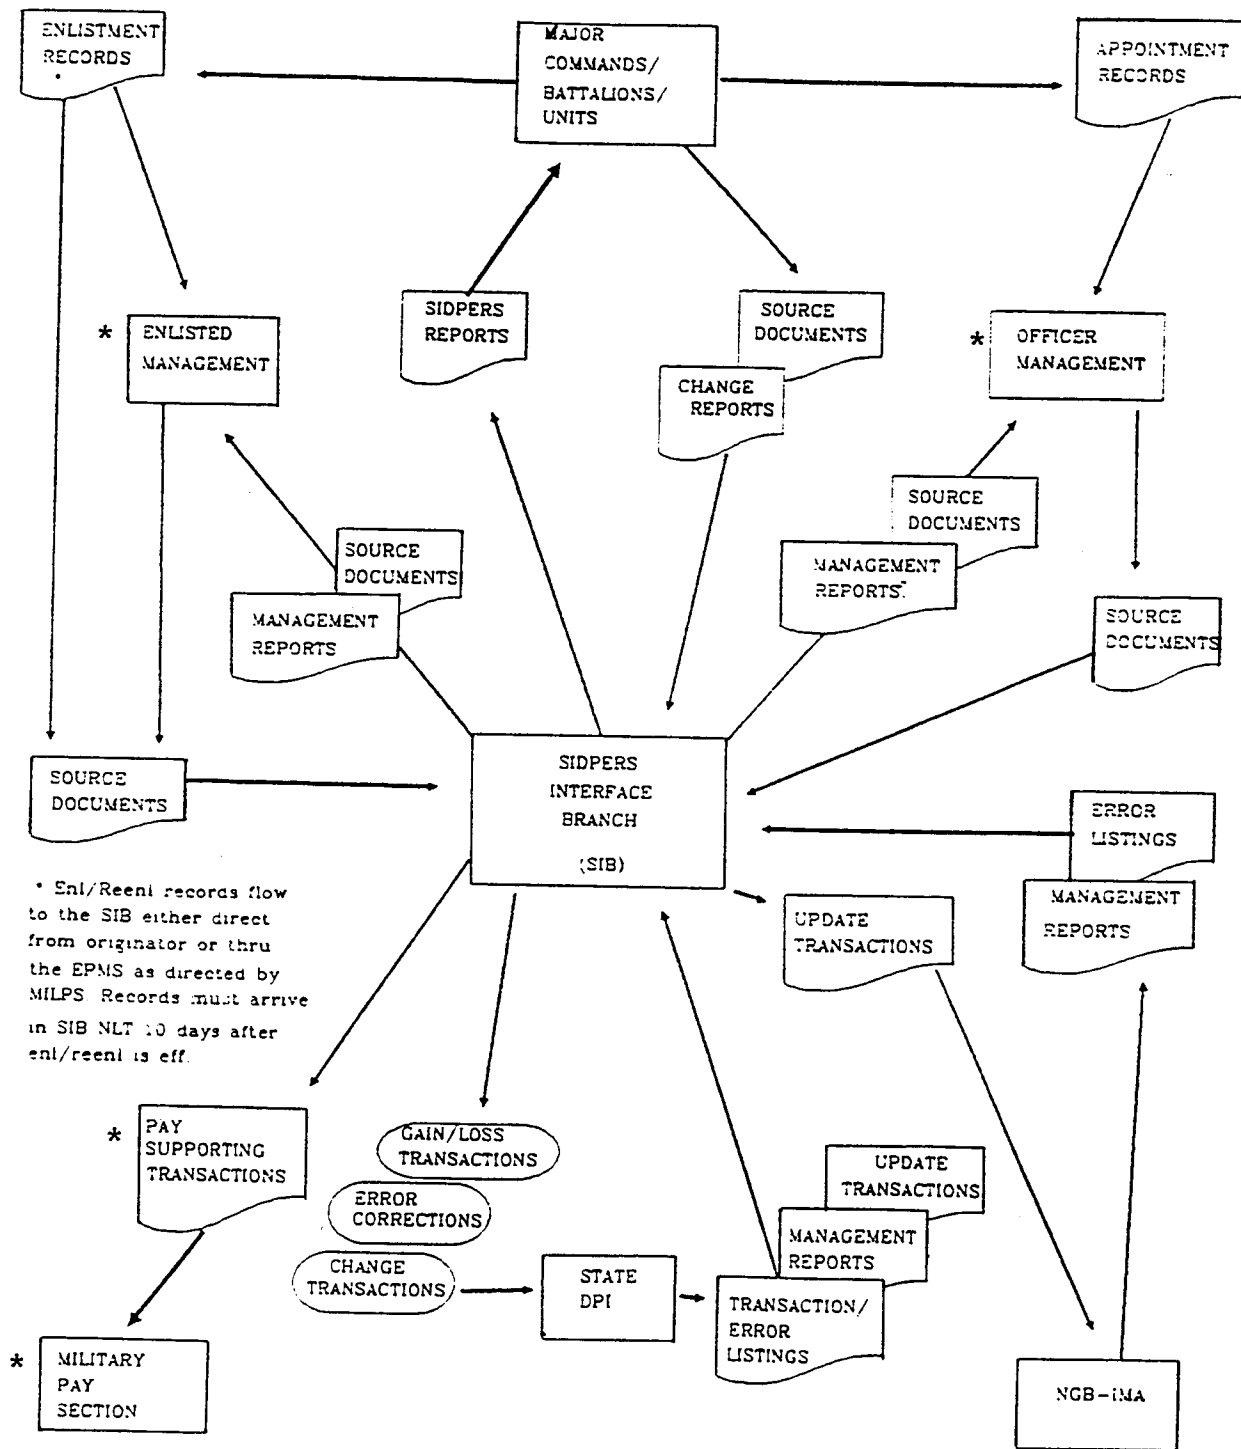 ENLISTMENT
RECORDS
MAJOR
COMMANDS/
BATTALIONS/
UNITS
APPOINTMENT
RECORDS
SIDPERS
REPORTS
SOURCE
DOCUMENTS
CHANGE
REPORTS
* ENLISTED
MANAGEMENT
* OFFICER
MANAGEMENT
SOURCE
DOCUMENTS
MANAGEMENT
REPORTS
SOURCE
DOCUMENTS
MANAGEMENT
REPORTS
SOURCE
DOCUMENTS
SOURCE
DOCUMENTS
SIDPERS
INTERFACE
BRANCH
(SIB)
ERROR
LISTINGS
MANAGEMENT
REPORTS
UPDATE
TRANSACTIONS
* Enl/Reenl records flow
to the SIB either direct
from originator or thru
the EPMS as directed by
MILPS. Records must arrive
in SIB NLT 10 days after
enl/reenl is eff.
* PAY
SUPPORTING
TRANSACTIONS
GAIN/LOSS
TRANSACTIONS
ERROR
CORRECTIONS
CHANGE
TRANSACTIONS
STATE
DPI
UPDATE
TRANSACTIONS
MANAGEMENT
REPORTS
TRANSACTION/
ERROR
LISTINGS
* MILITARY
PAY
SECTION
NGB-IMA